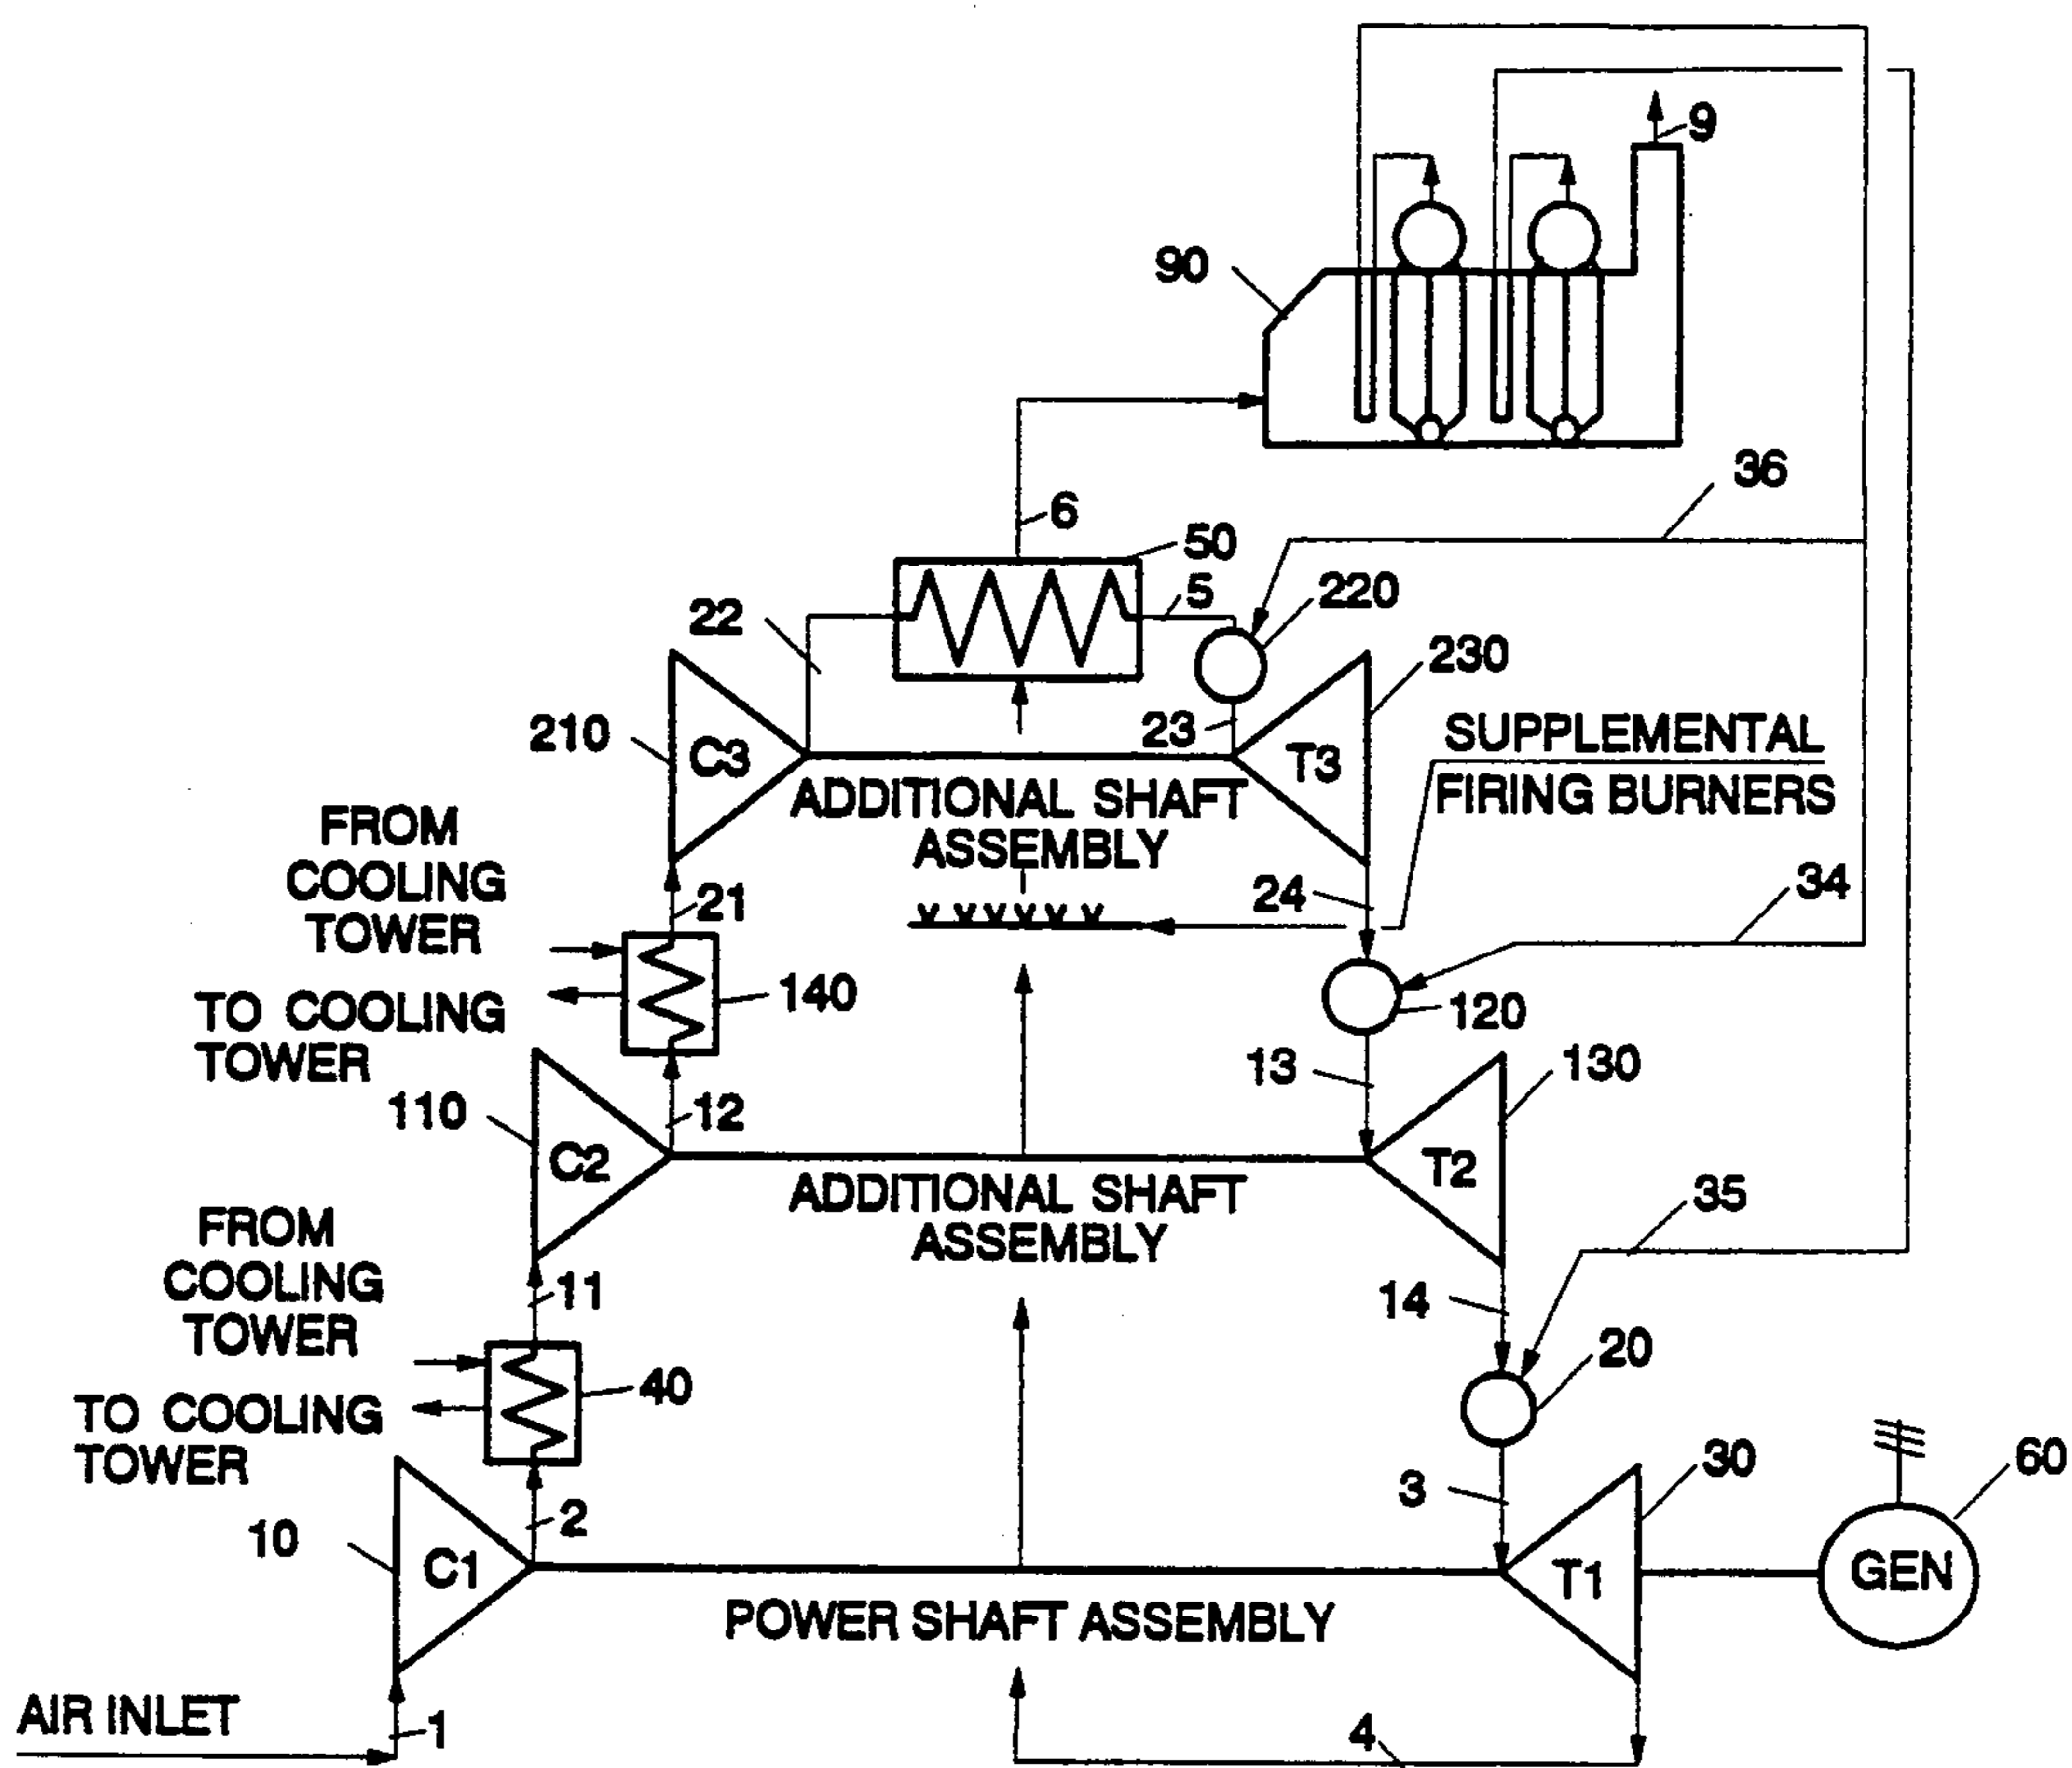 9
90
36
6
50
5
220
22
230
210
C3
23
T3
SUPPLEMENTAL
FIRING BURNERS
ADDITIONAL SHAFT
ASSEMBLY
FROM
COOLING
TOWER
21
24
34
TO COOLING
TOWER
140
120
13
130
110
12
C2
T2
ADDITIONAL SHAFT
ASSEMBLY
35
FROM
COOLING
TOWER
11
14
20
TO COOLING
TOWER
40
3
30
60
2
10
C1
T1
GEN
POWER SHAFT ASSEMBLY
AIR INLET
1
4